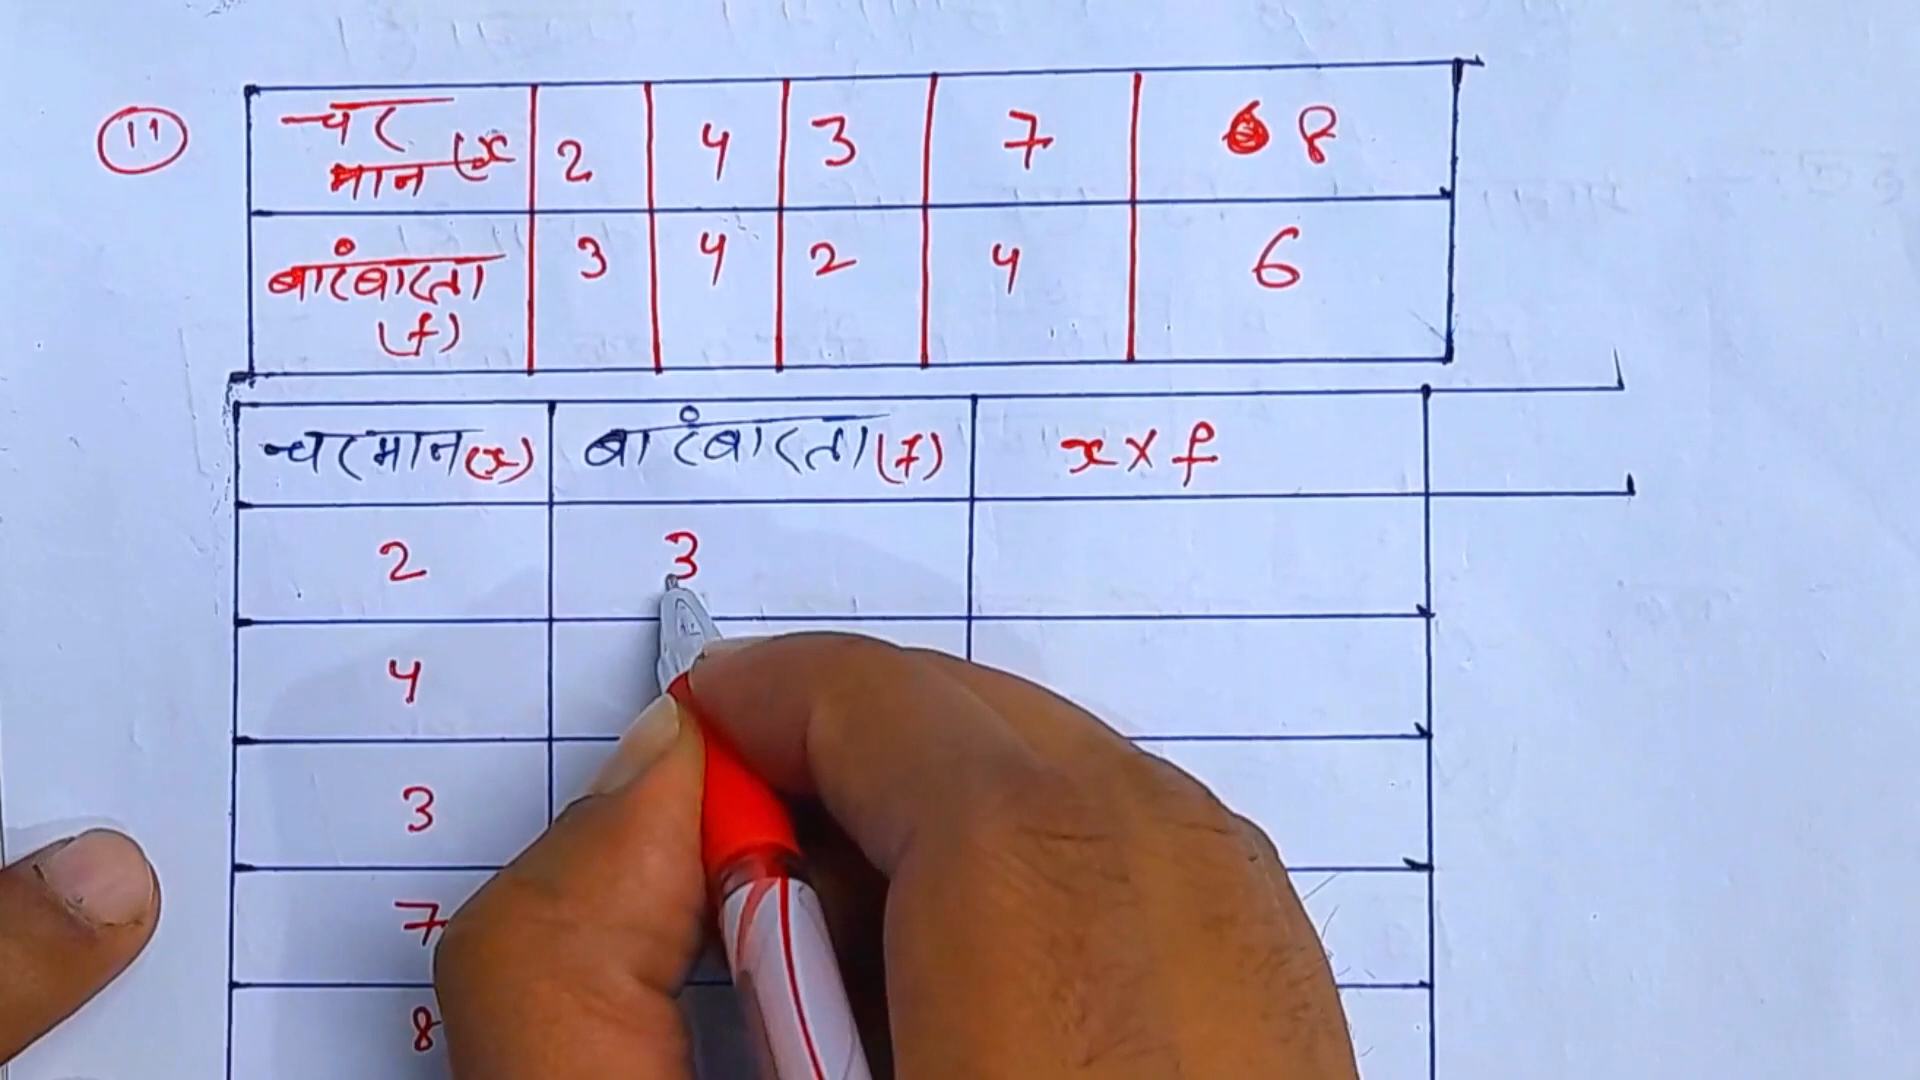 11
चर मान (x 2 4 3 7 8
बारंबारता (f) 3 4 2 4 6
चरमान (x) बारंबारता (f) x X f
2 3
4
3
7
8